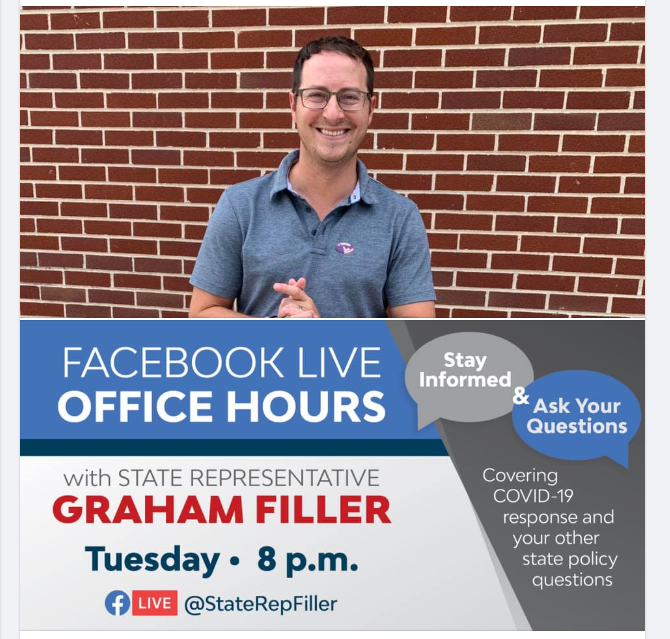 FACEBOOK LIVE
OFFICE HOURS
Stay
Informed
&
Ask Your
Questions
with STATE REPRESENTATIVE
GRAHAM FILLER
Tuesday • 8 p.m.
LIVE @StateRepFiller
Covering
COVID-19
response and
your other
state policy
questions